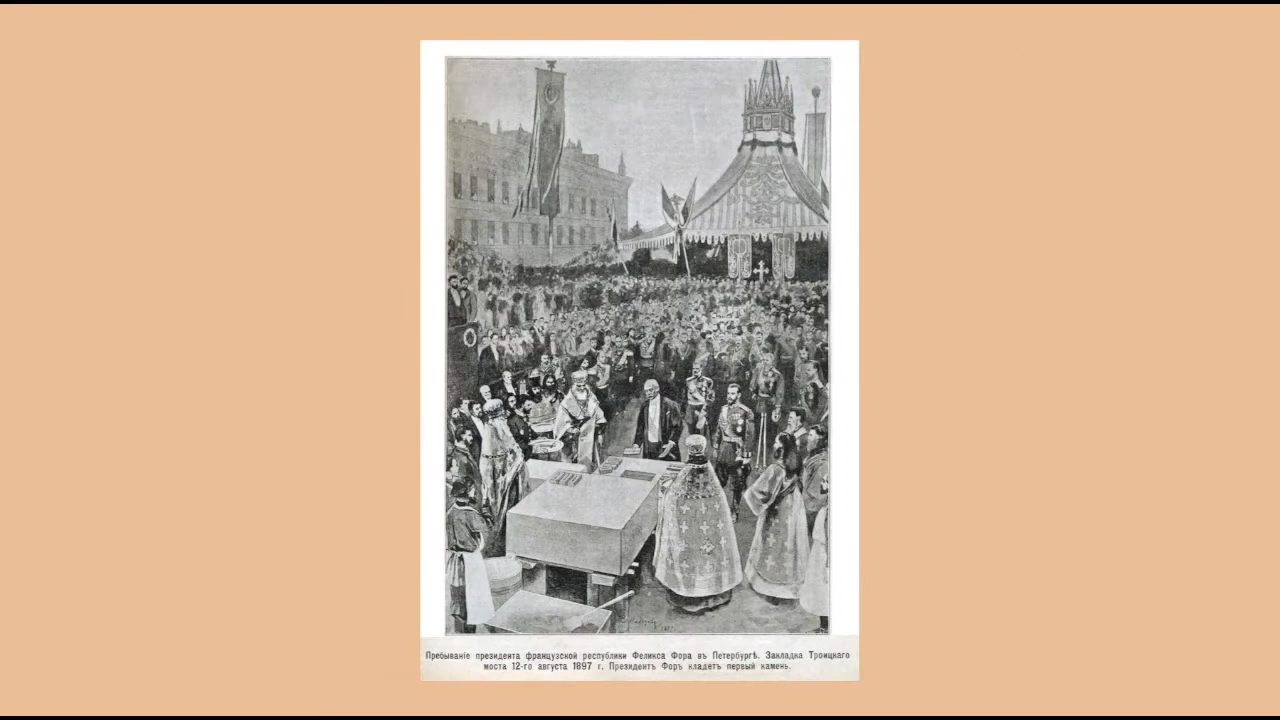 Пребываніе президента французской республики Феликса Фора въ Петербургѣ. Закладка Троицкаго
моста 12-го августа 1897 г. Президентъ Форъ кладетъ первый камень.